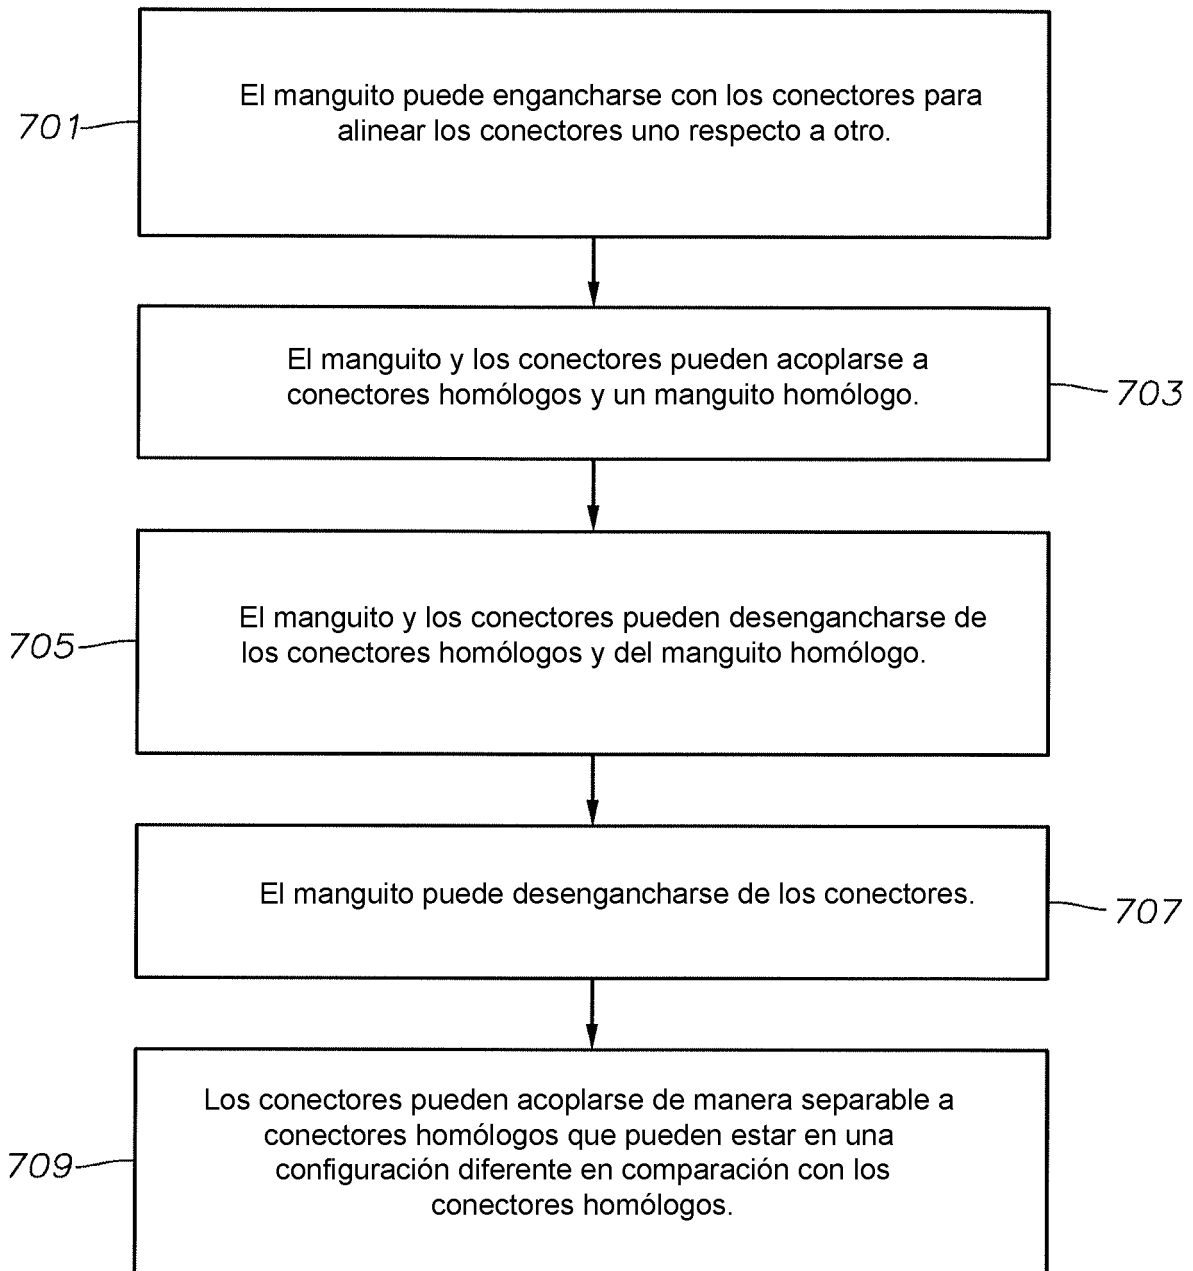 701
El manguito puede engancharse con los conectores para
alinear los conectores uno respecto a otro.
El manguito y los conectores pueden acoplarse a
conectores homólogos y un manguito homólogo.
703
705
El manguito y los conectores pueden desengancharse de
los conectores homólogos y del manguito homólogo.
El manguito puede desengancharse de los conectores.
707
709
Los conectores pueden acoplarse de manera separable a
conectores homólogos que pueden estar en una
configuración diferente en comparación con los
conectores homólogos.